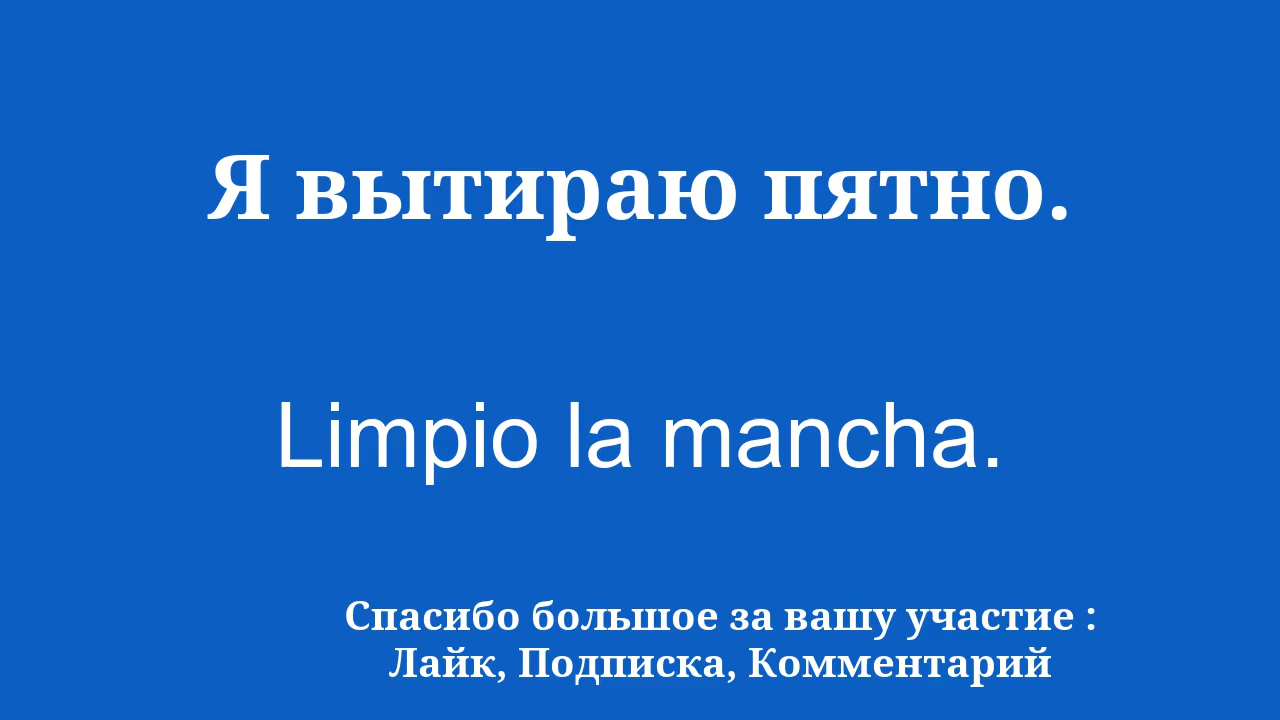 Я вытираю пятно.
Limpio la mancha.
Спасибо большое за вашу участие :
Лайк, Подписка, Комментарий